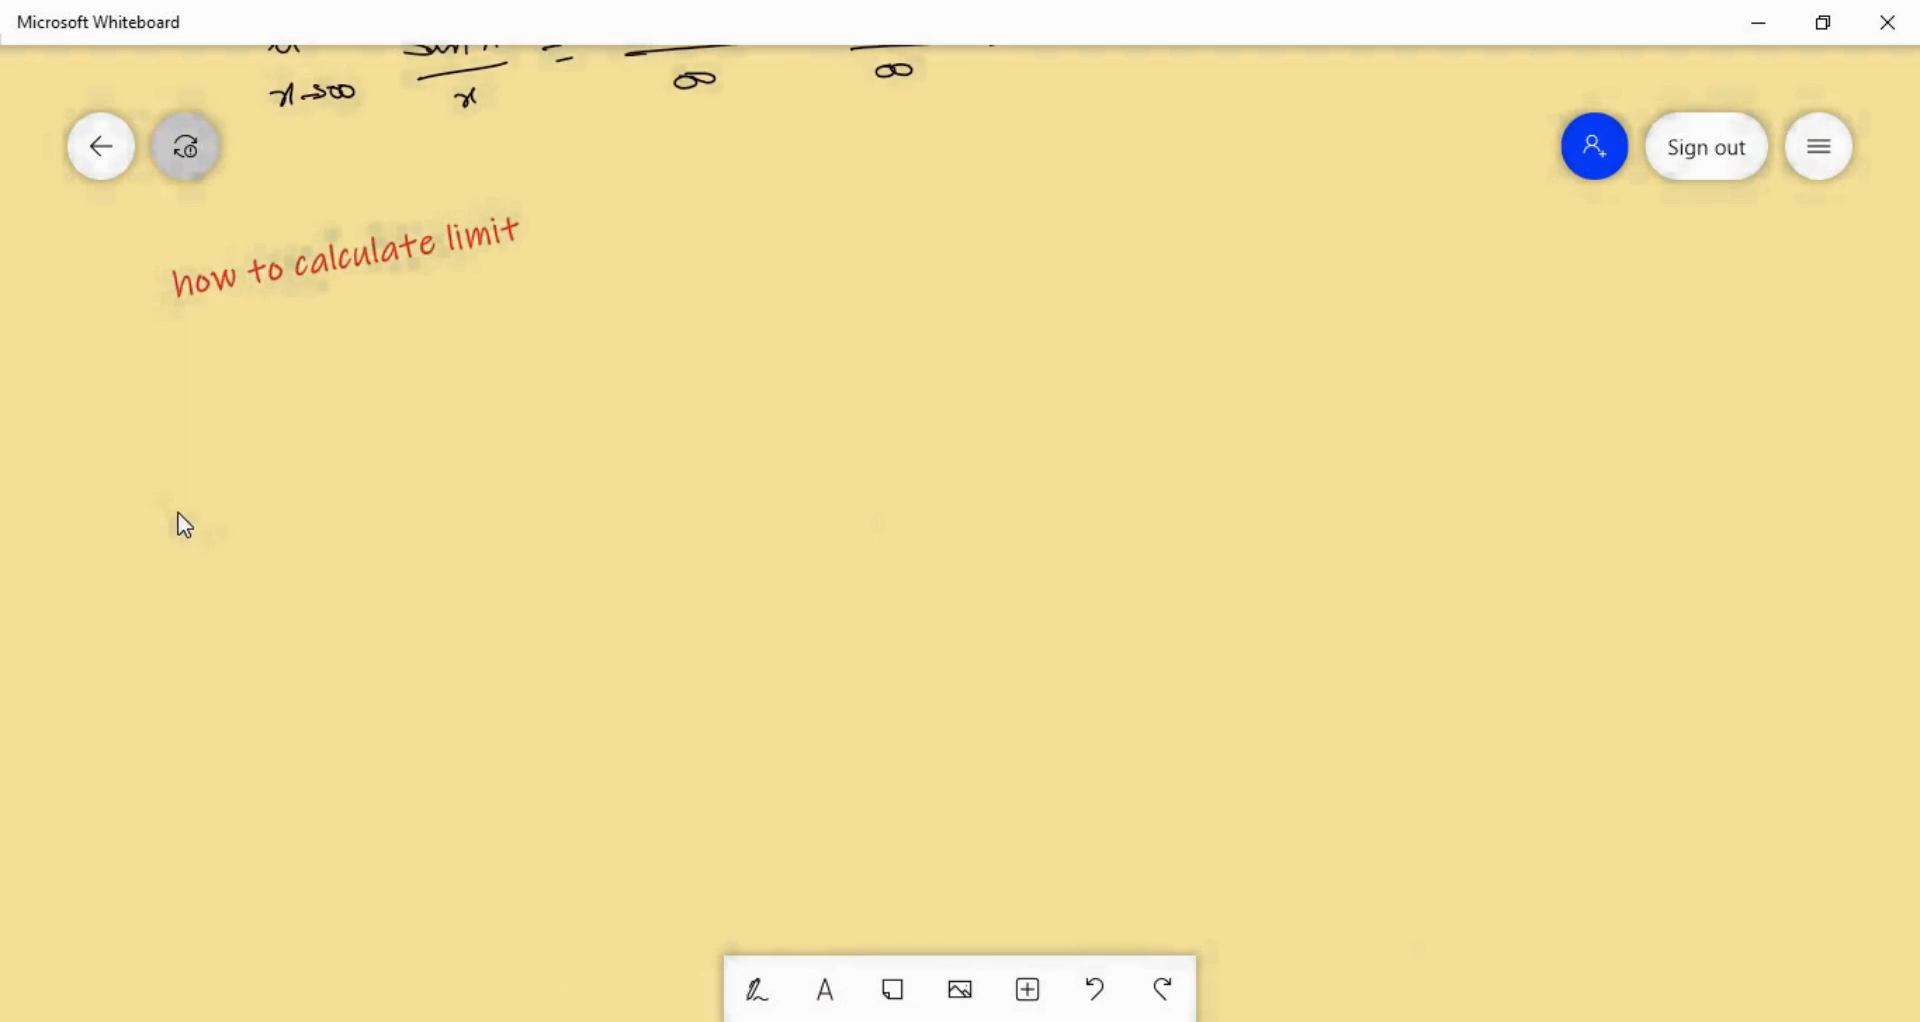 Microsoft Whiteboard
x→∞ x = ∞ ∞
Sign out
how to calculate limit